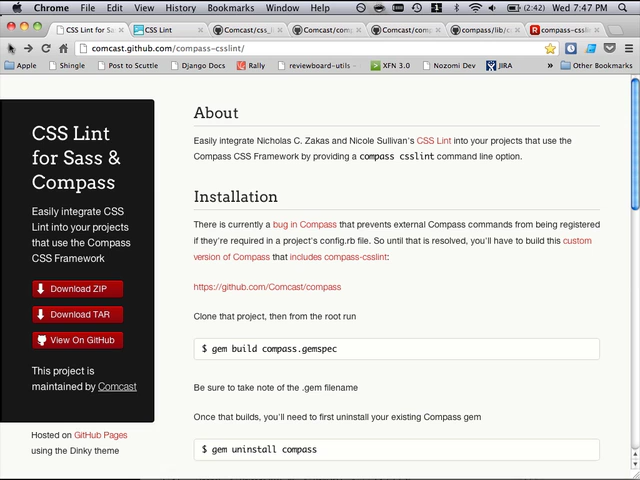 Chrome File Edit View History Bookmarks Window Help (2:42) Wed 7:47 PM
CSS Lint for Sa CSS Lint Comcast/css_l Comcast/com Comcast/com compass/lib/c compass-cssl
comcast.github.com/compass-csslint/
Apple Shingle Post to Scuttle Django Docs Rally reviewboard-utils XFN 3.0 Nozomi Dev JIRA » Other Bookmarks
CSS Lint
for Sass &
Compass
Easily integrate CSS
Lint into your projects
that use the Compass
CSS Framework
Download ZIP
Download TAR
View On GitHub
This project is
maintained by Comcast
Hosted on GitHub Pages
using the Dinky theme
About
Easily integrate Nicholas C. Zakas and Nicole Sullivan's CSS Lint into your projects that use the
Compass CSS Framework by providing a compass csslint command line option.
Installation
There is currently a bug in Compass that prevents external Compass commands from being registered
if they're required in a project's config.rb file. So until that is resolved, you'll have to build this custom
version of Compass that includes compass-csslint:
https://github.com/Comcast/compass
Clone that project, then from the root run
$ gem build compass.gemspec
Be sure to take note of the .gem filename
Once that builds, you'll need to first uninstall your existing Compass gem
$ gem uninstall compass